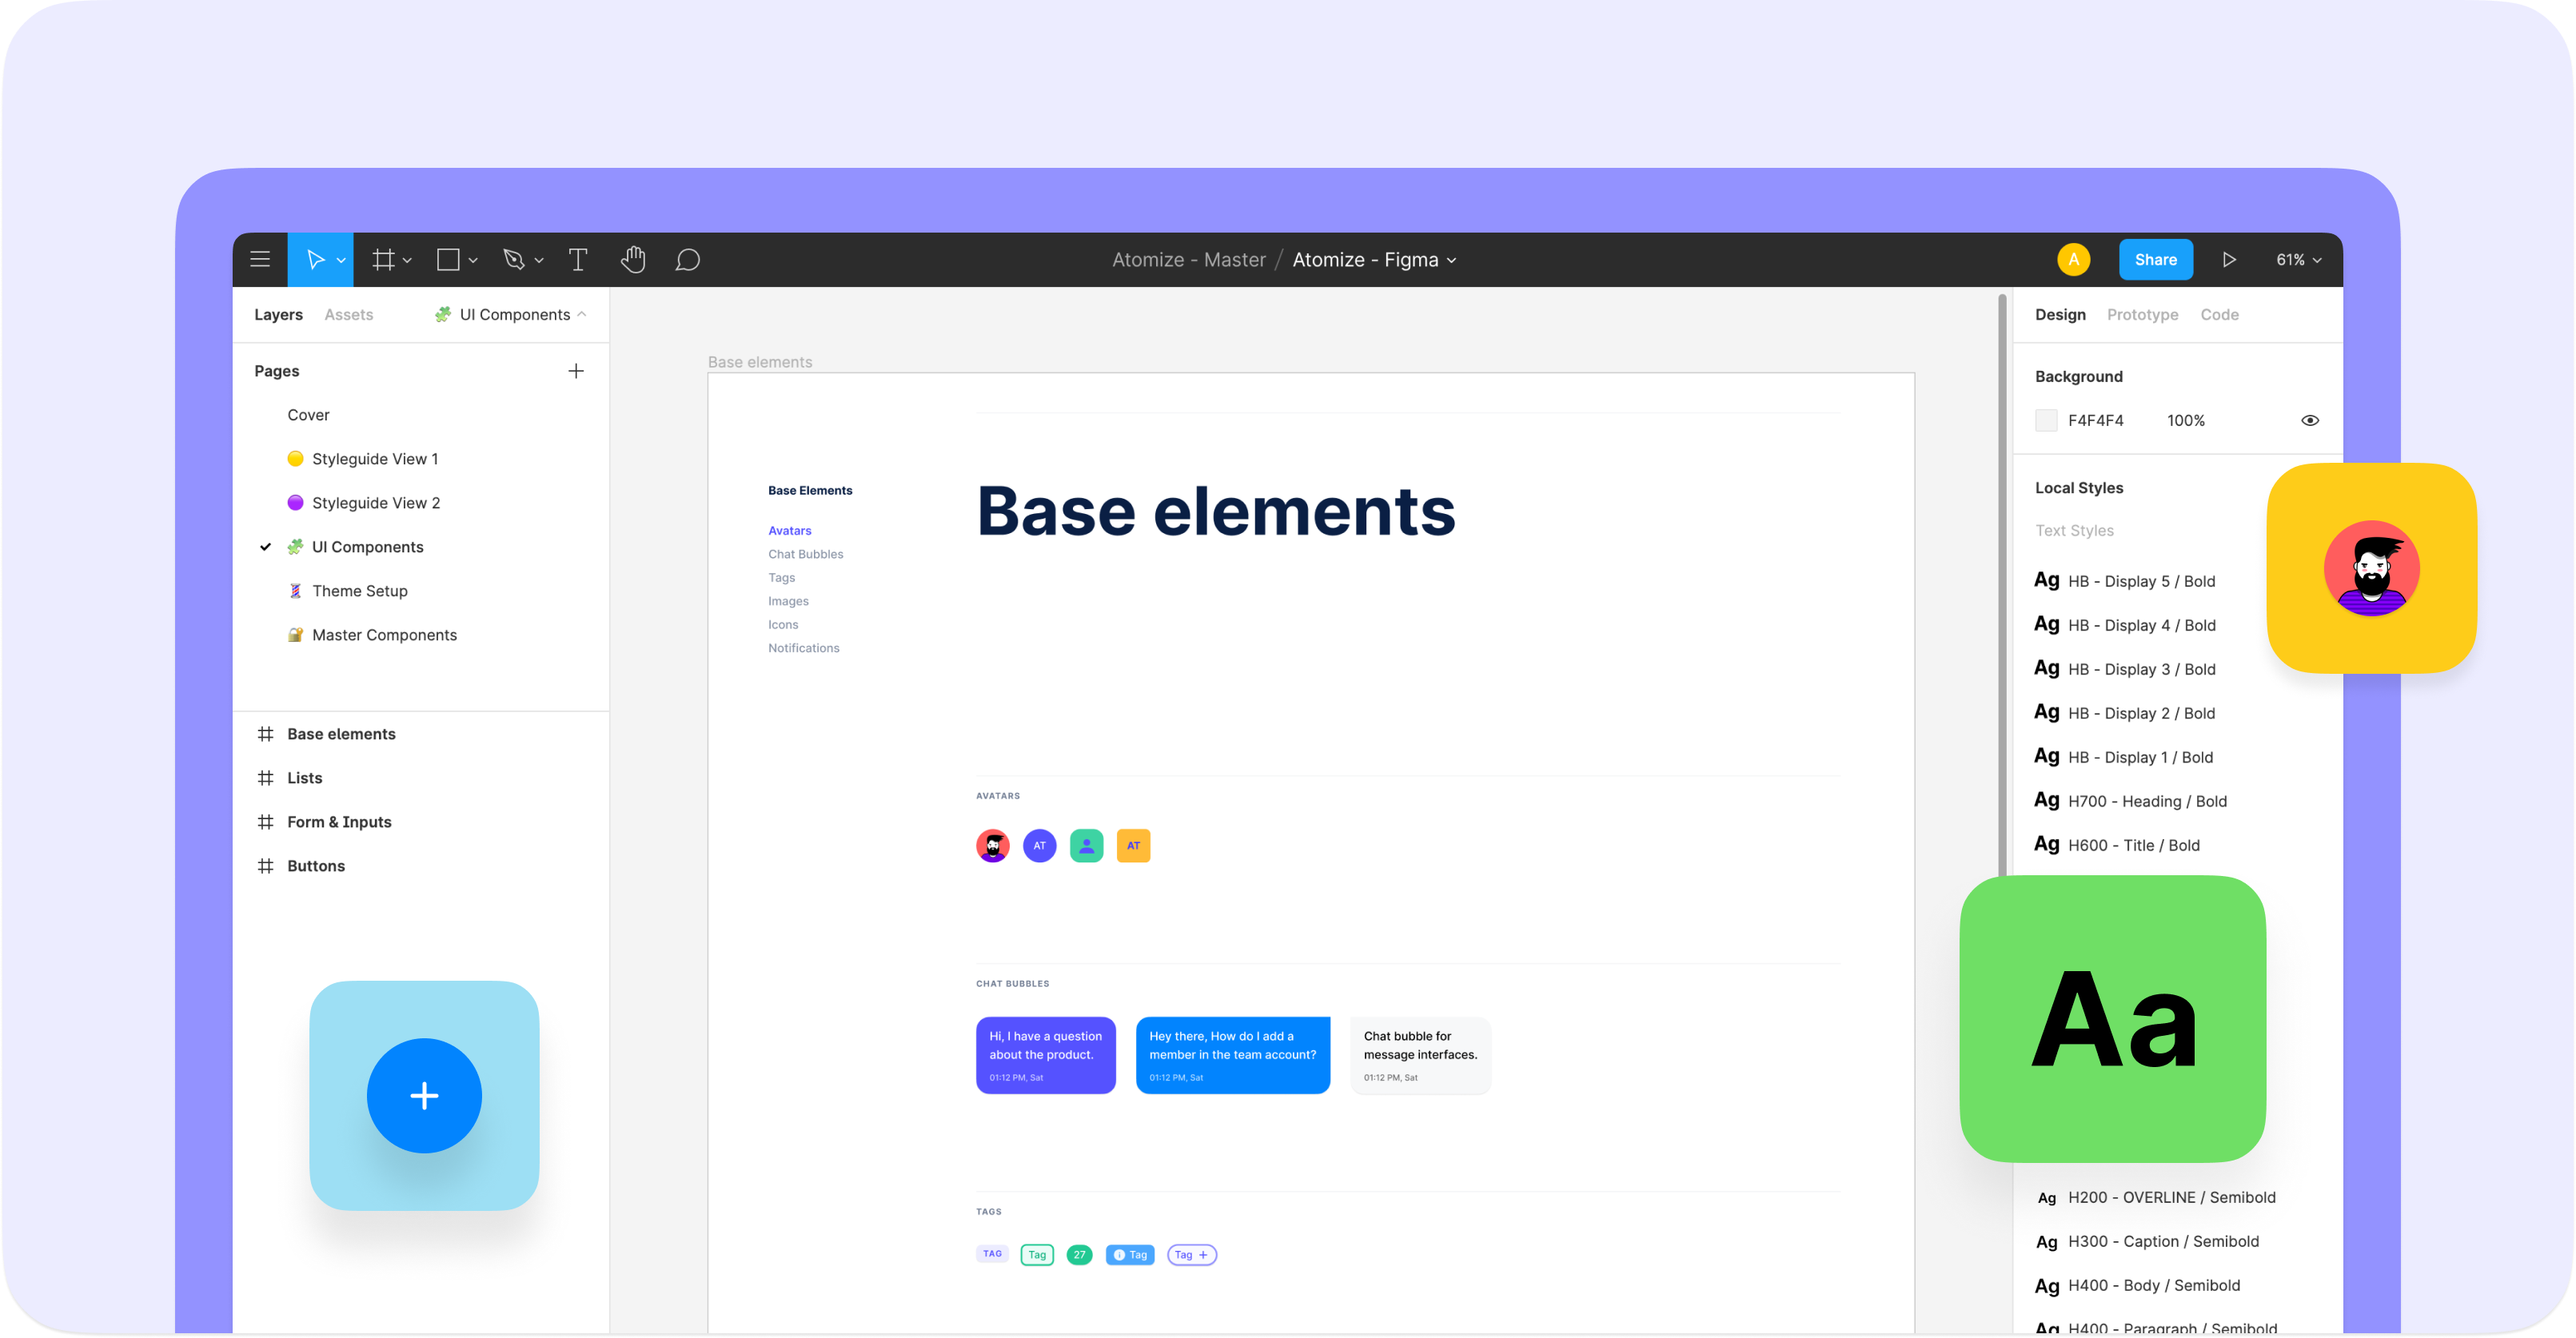 Atomize - Master / Atomize - Figma
A
Share
61%
Layers
Assets
UI Components
Pages
Cover
Styleguide View 1
Styleguide View 2
UI Components
Theme Setup
Master Components
Base elements
Lists
Form & Inputs
Buttons
Base elements
Base Elements
Avatars
Chat Bubbles
Tags
Images
Icons
Notifications
Base elements
AVATARS
AT
AT
CHAT BUBBLES
Hi, I have a question
about the product.
01:12 PM, Sat
Hey there, How do I add a
member in the team account?
01:12 PM, Sat
Chat bubble for
message interfaces.
01:12 PM, Sat
TAGS
TAG
Tag
27
Tag
Tag +
Design
Prototype
Code
Background
F4F4F4 100%
Local Styles
Text Styles
Ag HB - Display 5 / Bold
Ag HB - Display 4 / Bold
Ag HB - Display 3 / Bold
Ag HB - Display 2 / Bold
Ag HB - Display 1 / Bold
Ag H700 - Heading / Bold
Ag H600 - Title / Bold
Aa
Ag H200 - OVERLINE / Semibold
Ag H300 - Caption / Semibold
Ag H400 - Body / Semibold
Ag H400 - Paragraph / Semibold